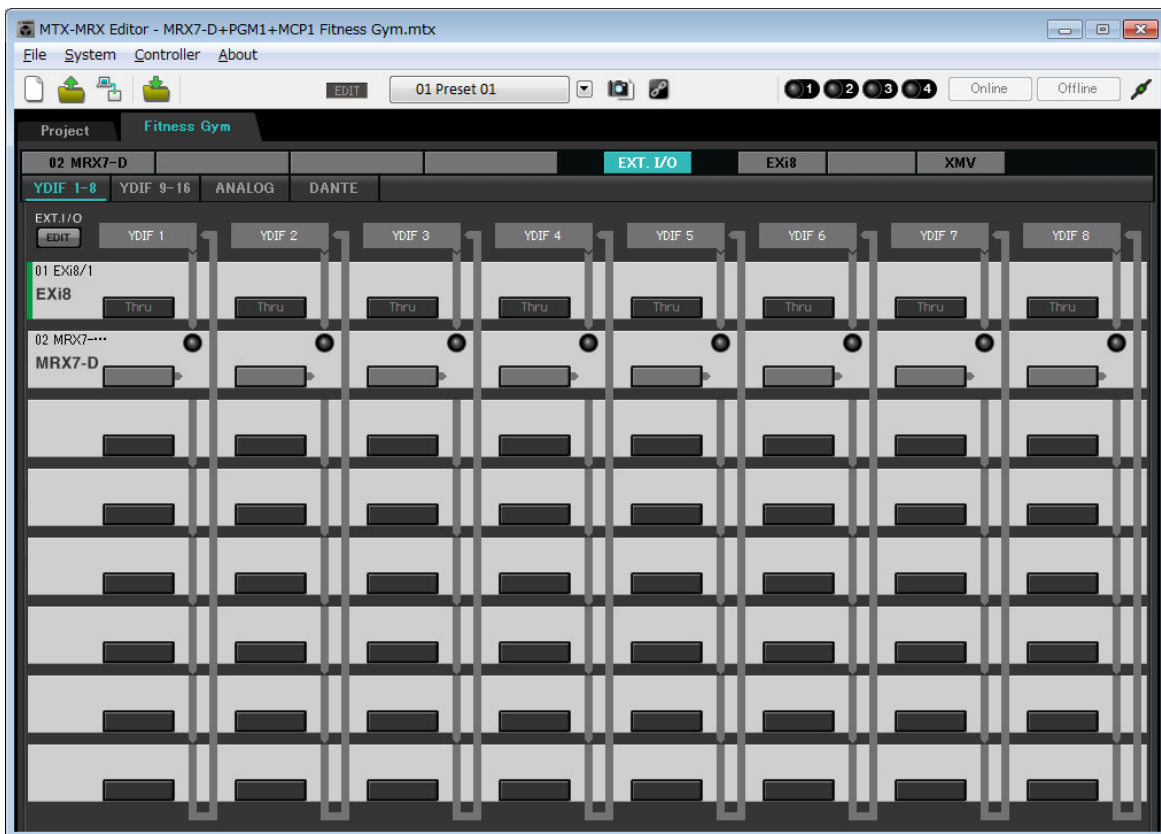 MTX-MRX Editor - MRX7-D+PGM1+MCP1 Fitness Gym.mtx
File System Controller About
EDIT 01 Preset 01 1 2 3 4 Online Offline
Project Fitness Gym
02 MRX7-D EXT. I/O EXi8 XMV
YDIF 1-8 YDIF 9-16 ANALOG DANTE
EXT.I/O
EDIT YDIF 1 YDIF 2 YDIF 3 YDIF 4 YDIF 5 YDIF 6 YDIF 7 YDIF 8
01 EXi8/1
EXi8
Thru Thru Thru Thru Thru Thru Thru Thru
02 MRX7-···
MRX7-D